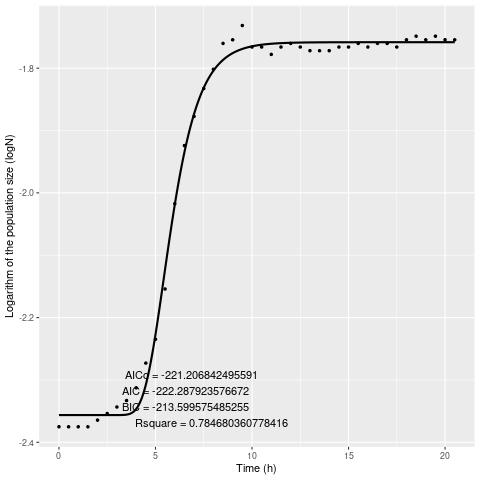 -1.8
-2.0
-2.2
-2.4
Logarithm of the population size (logN)
AICc = -221.206842495591
AIC = -222.287923576672
BIC = -213.599575485255
Rsquare = 0.784680360778416
0 5 10 15 20
Time (h)